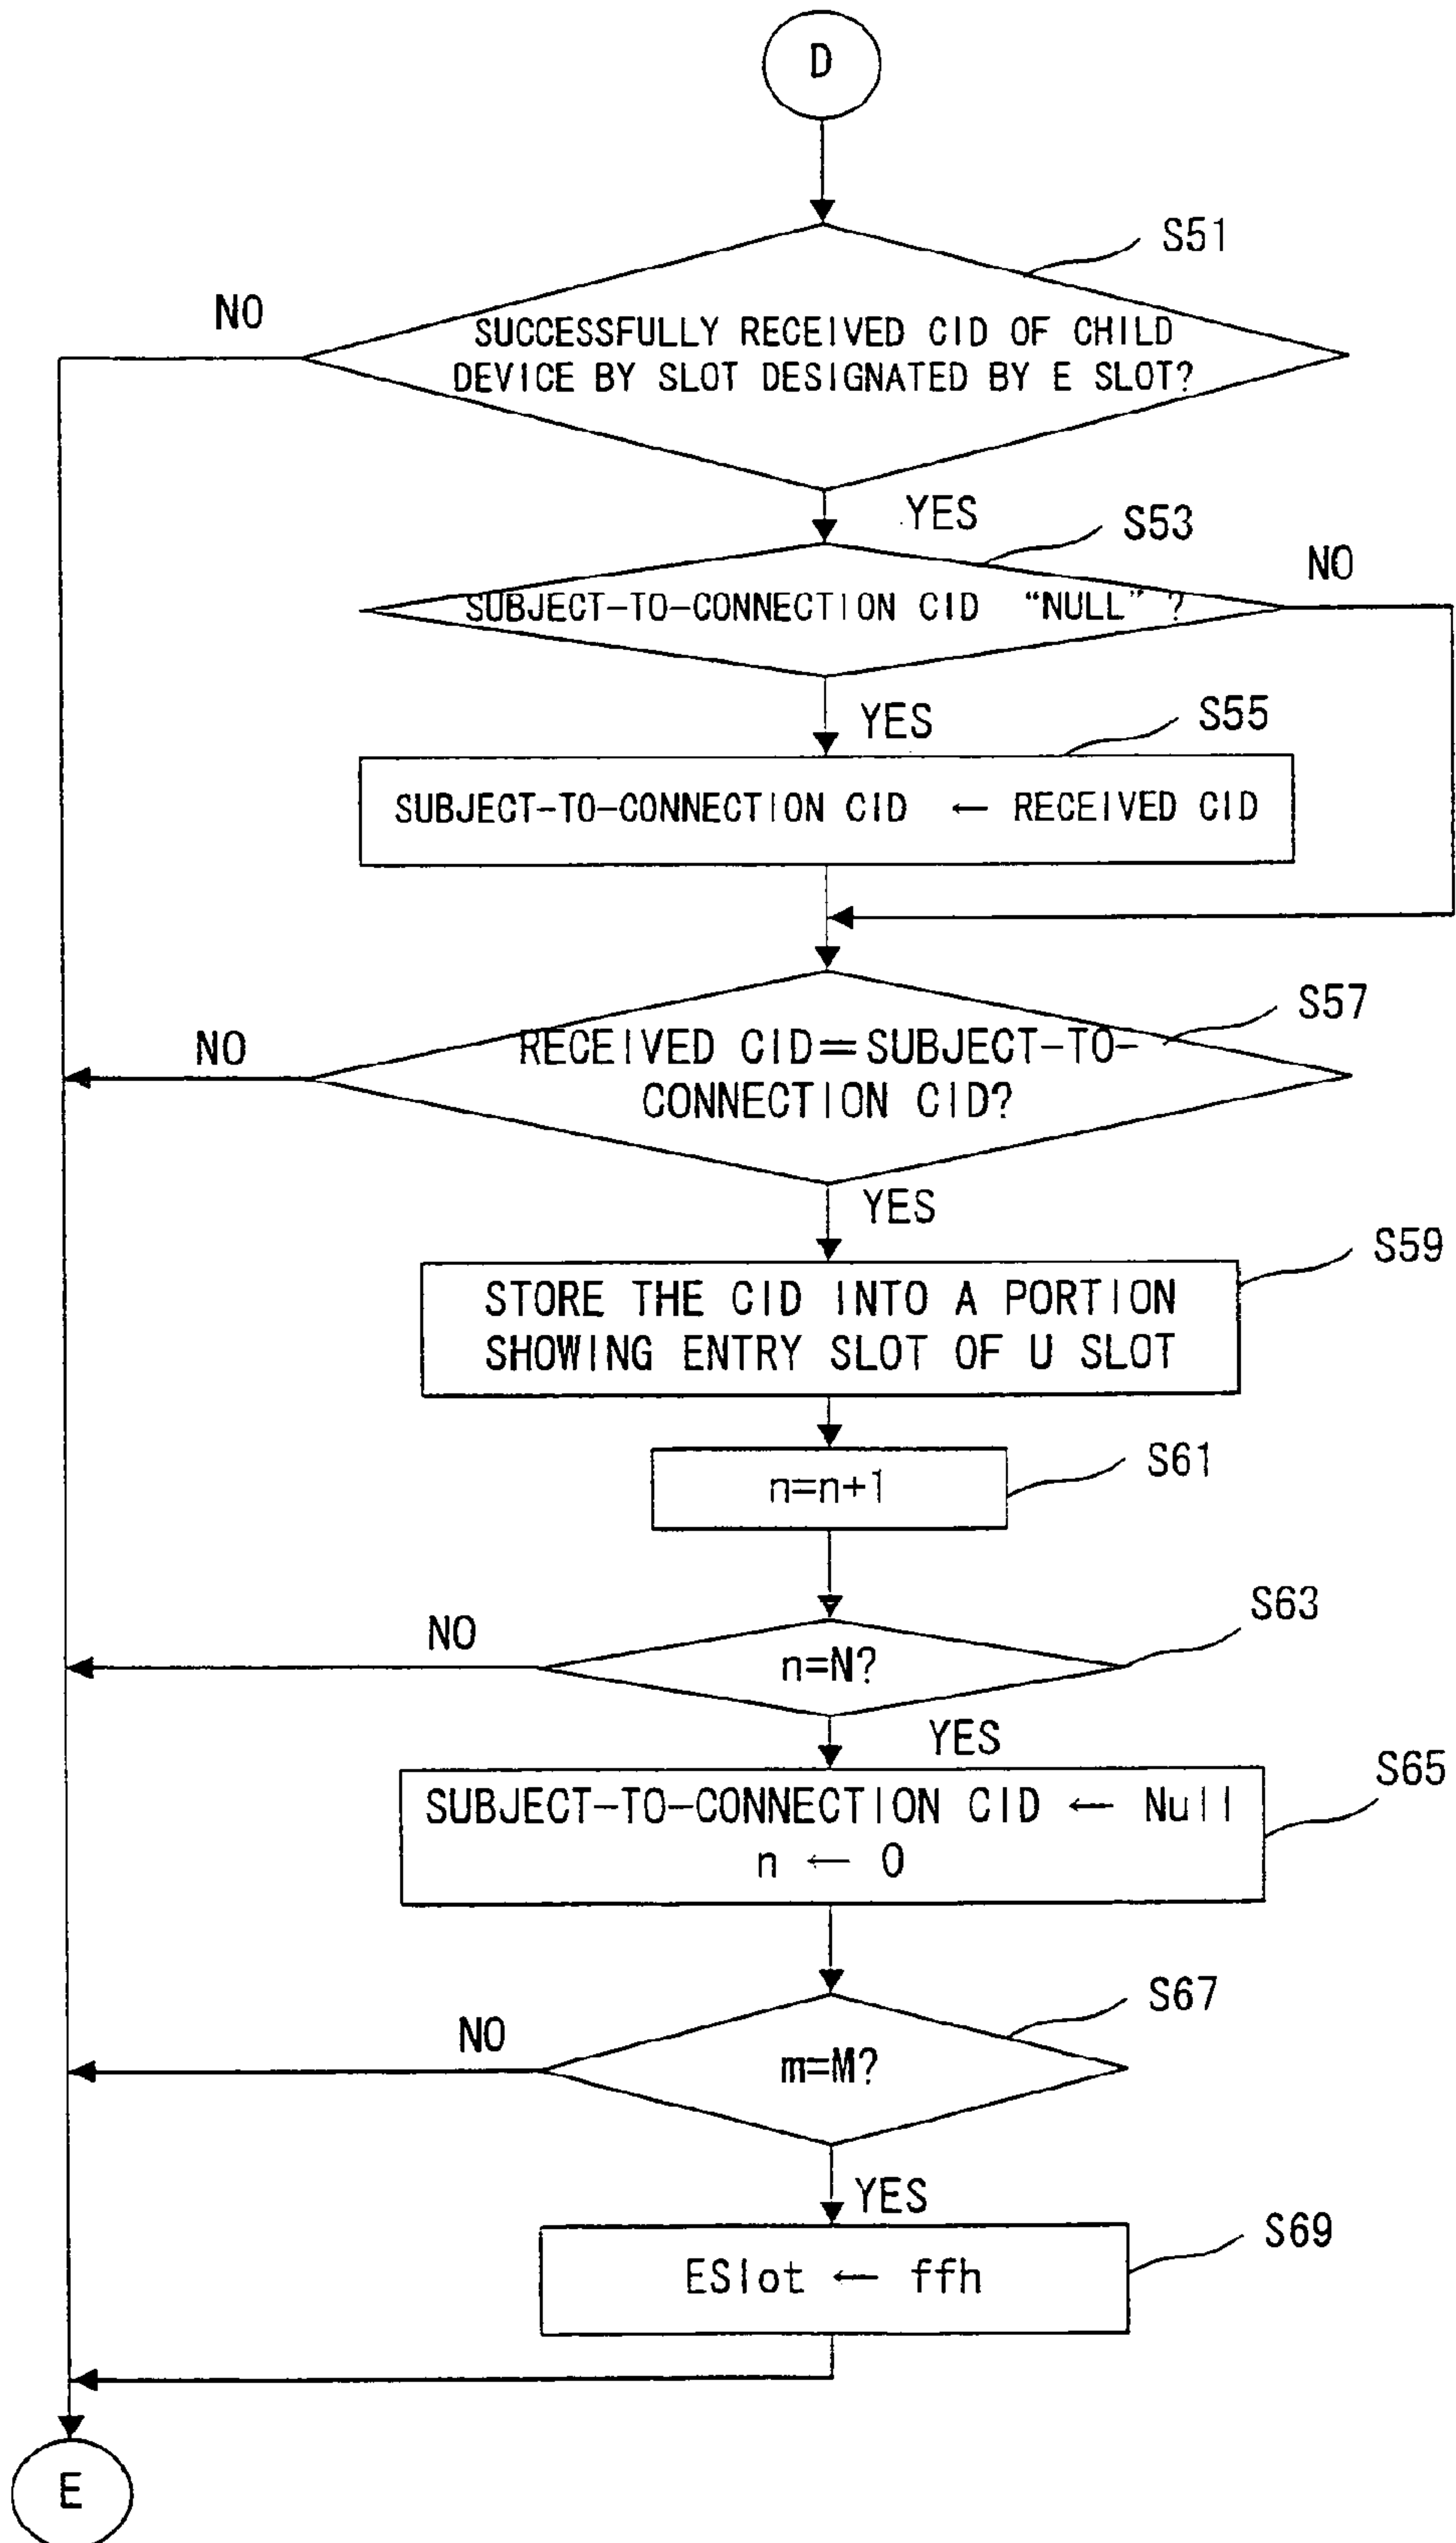 D
S51
NO
SUCCESSFULLY RECEIVED CID OF CHILD
DEVICE BY SLOT DESIGNATED BY E SLOT?
YES
S53
NO
SUBJECT-TO-CONNECTION CID "NULL" ?
YES
S55
SUBJECT-TO-CONNECTION CID ← RECEIVED CID
S57
NO
RECEIVED CID=SUBJECT-TO-
CONNECTION CID?
YES
S59
STORE THE CID INTO A PORTION
SHOWING ENTRY SLOT OF U SLOT
S61
n=n+1
S63
NO
n=N?
YES
S65
SUBJECT-TO-CONNECTION CID ← Null
n ← 0
S67
NO
m=M?
YES
S69
ESlot ← ffh
E